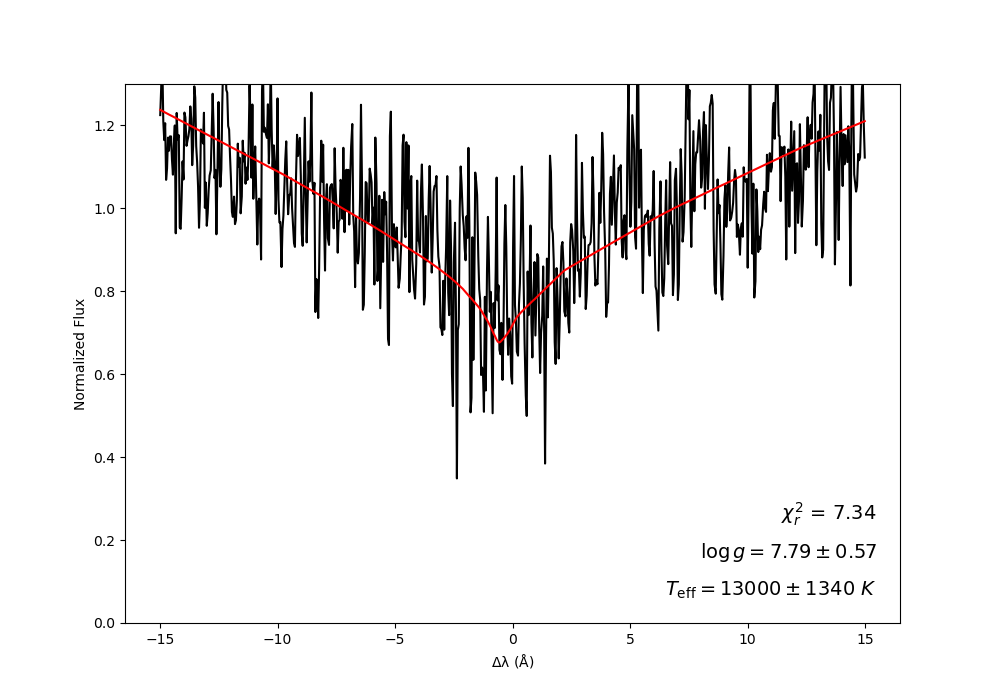 1.2
1.0
0.8
0.6
0.4
0.2
0.0
Normalized Flux
χ²ᵣ = 7.34
log g = 7.79 ± 0.57
T_eff = 13000 ± 1340 K
−15 −10 −5 0 5 10 15
Δλ (Å)